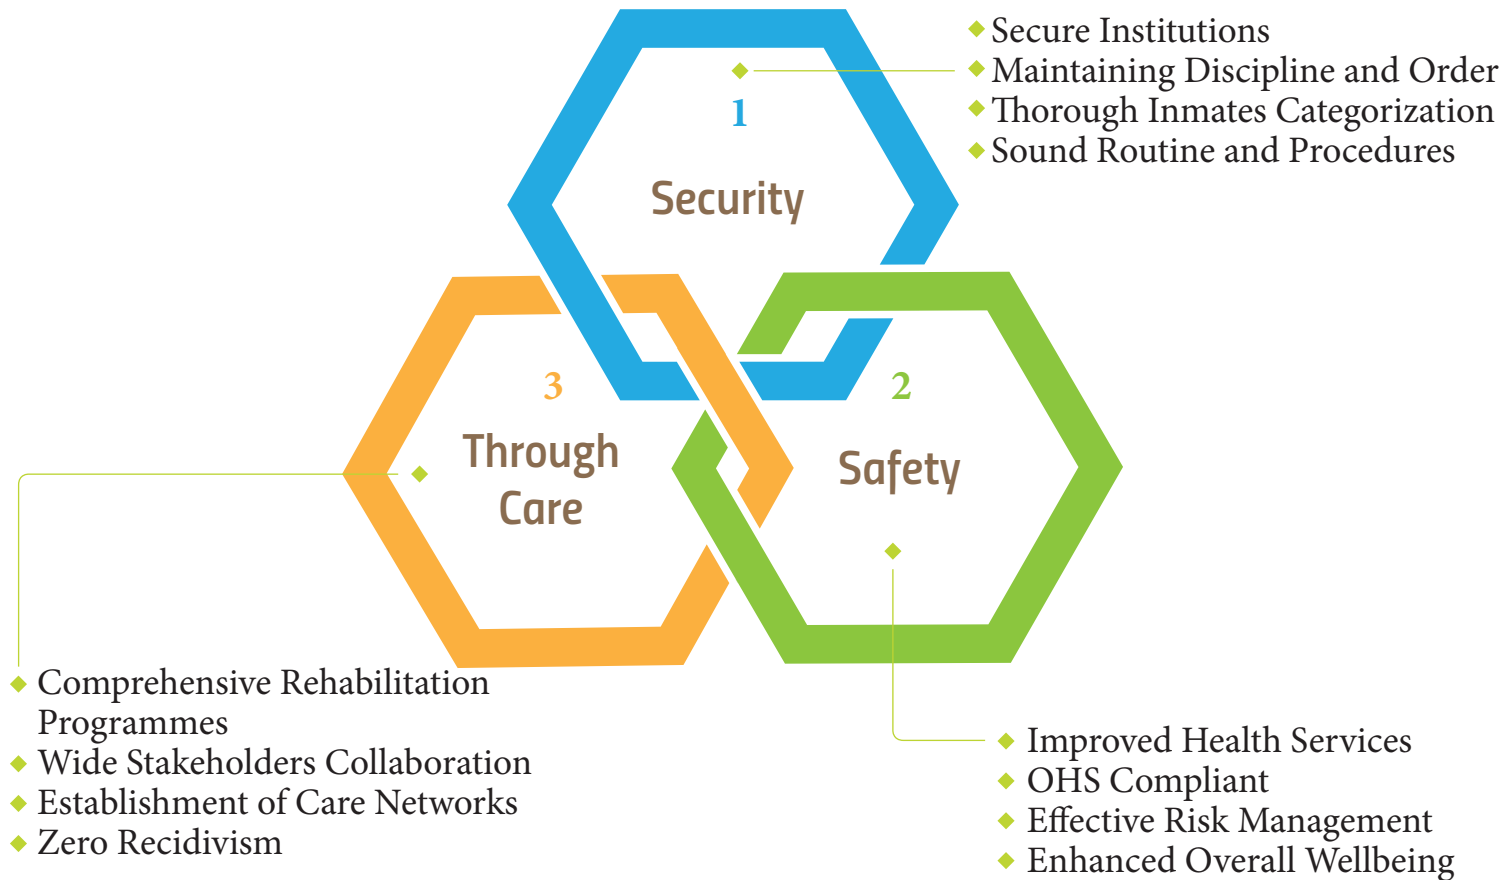 ◆ Secure Institutions
◆ Maintaining Discipline and Order
◆ Thorough Inmates Categorization
◆ Sound Routine and Procedures
1
Security
2
Safety
3
Through
Care
◆ Comprehensive Rehabilitation
Programmes
◆ Wide Stakeholders Collaboration
◆ Establishment of Care Networks
◆ Zero Recidivism
◆ Improved Health Services
◆ OHS Compliant
◆ Effective Risk Management
◆ Enhanced Overall Wellbeing